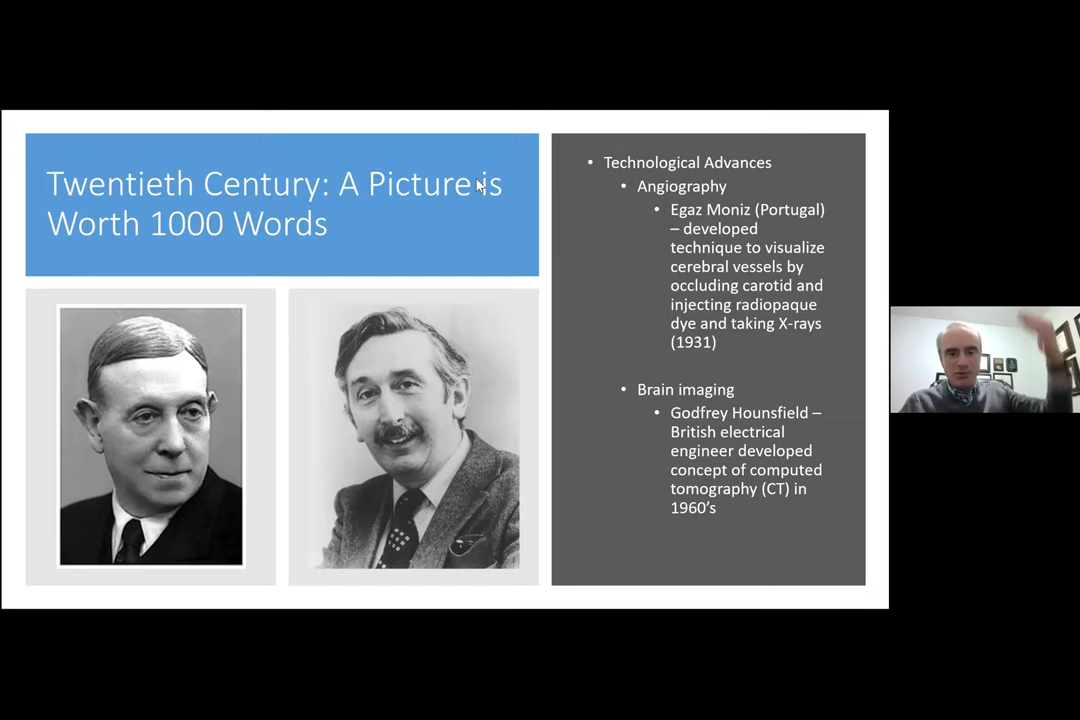 Twentieth Century: A Picture is
Worth 1000 Words
• Technological Advances
• Angiography
• Egaz Moniz (Portugal)
– developed
technique to visualize
cerebral vessels by
occluding carotid and
injecting radiopaque
dye and taking X-rays
(1931)
• Brain imaging
• Godfrey Hounsfield –
British electrical
engineer developed
concept of computed
tomography (CT) in
1960’s